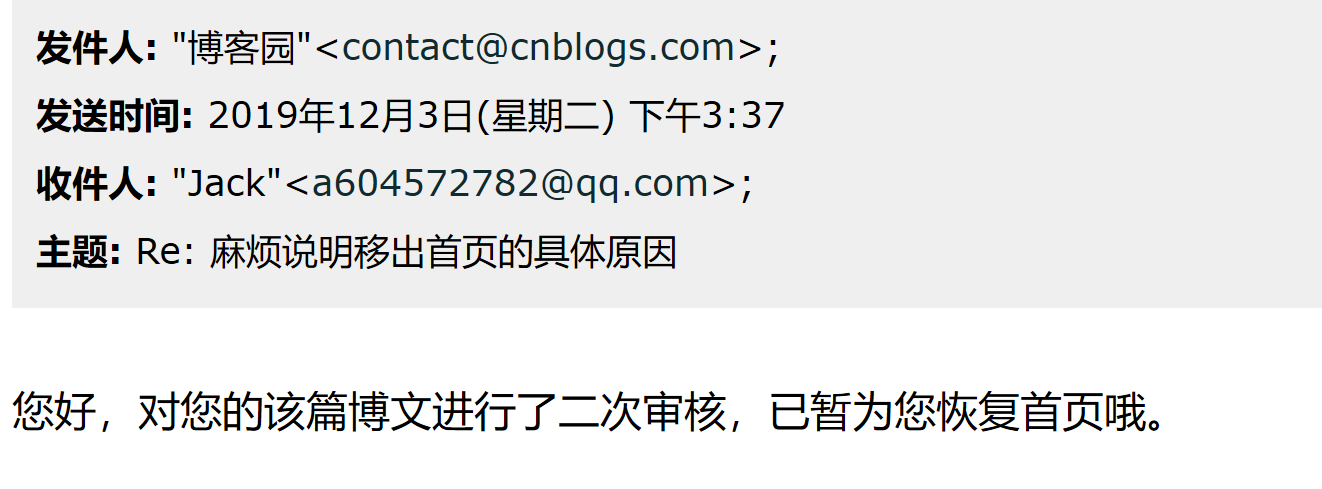 发件人: "博客园"<contact@cnblogs.com>;
发送时间: 2019年12月3日(星期二) 下午3:37
收件人: "Jack"<a604572782@qq.com>;
主题: Re: 麻烦说明移出首页的具体原因
您好，对您的该篇博文进行了二次审核，已暂为您恢复首页哦。